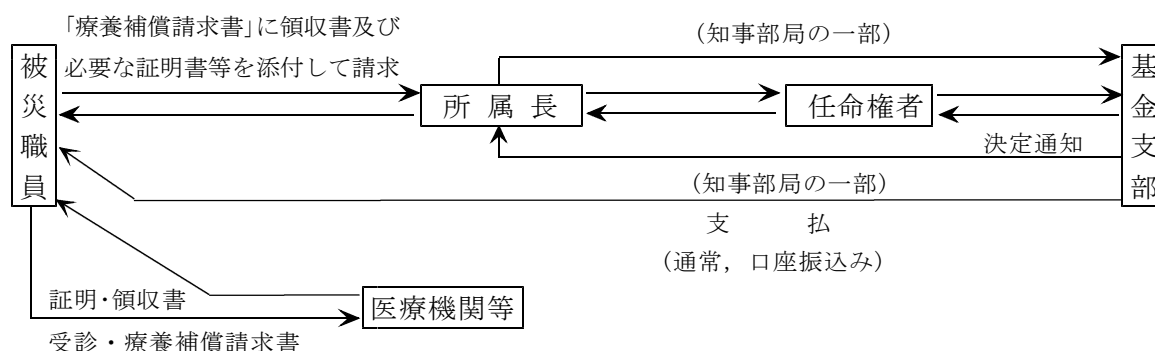 「療養補償請求書」に領収書及び
必要な証明書等を添付して請求
(知事部局の一部)
被災職員
所属長
任命権者
基金支部
決定通知
(知事部局の一部)
支払
(通常，口座振込み)
証明・領収書
医療機関等
受診・療養補償請求書